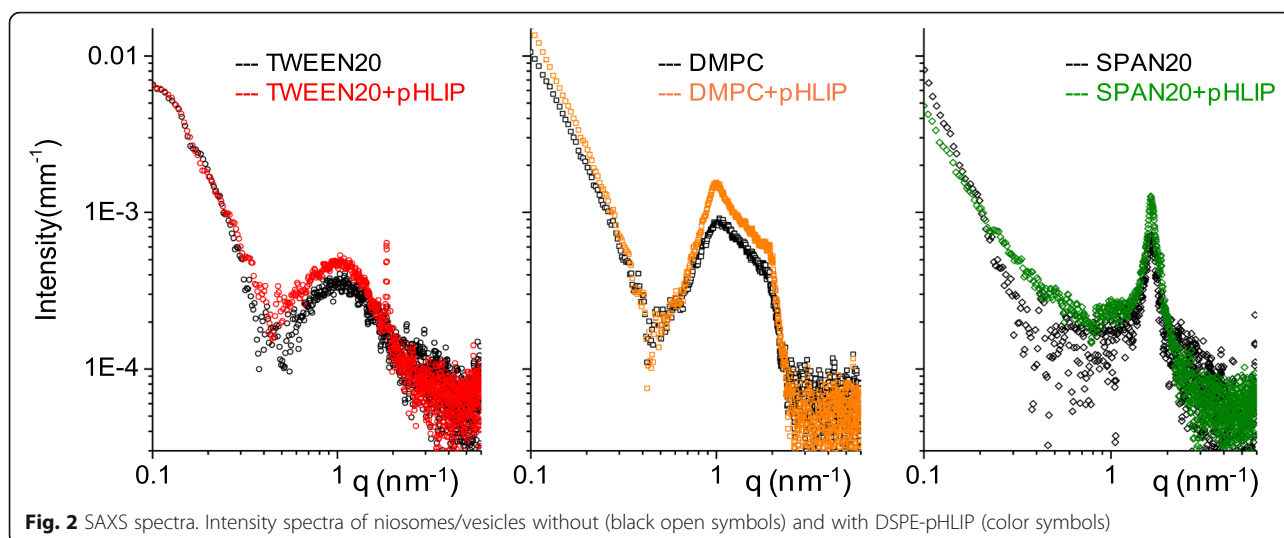 0.01
1E-3
1E-4
Intensity(mm-1)
--- TWEEN20
--- TWEEN20+pHLIP
0.1
1
q (nm-1)
--- DMPC
--- DMPC+pHLIP
0.1
1
q (nm-1)
--- SPAN20
--- SPAN20+pHLIP
0.1
1
q (nm-1)
Fig. 2 SAXS spectra. Intensity spectra of niosomes/vesicles without (black open symbols) and with DSPE-pHLIP (color symbols)